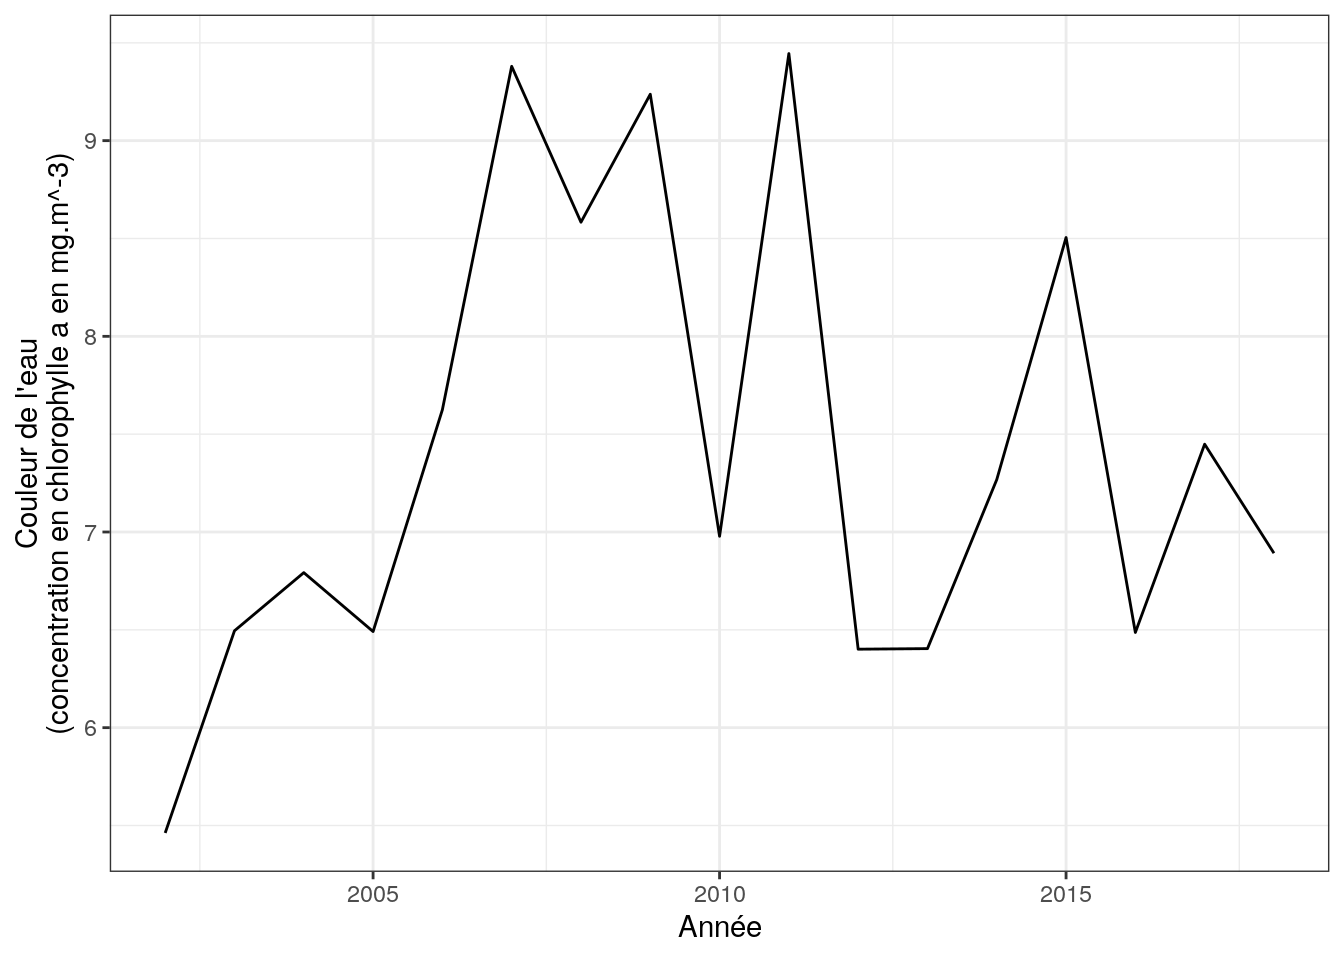 Couleur de l'eau
(concentration en chlorophylle a en mg.m^-3)
9
8
7
6
2005
2010
2015
Année